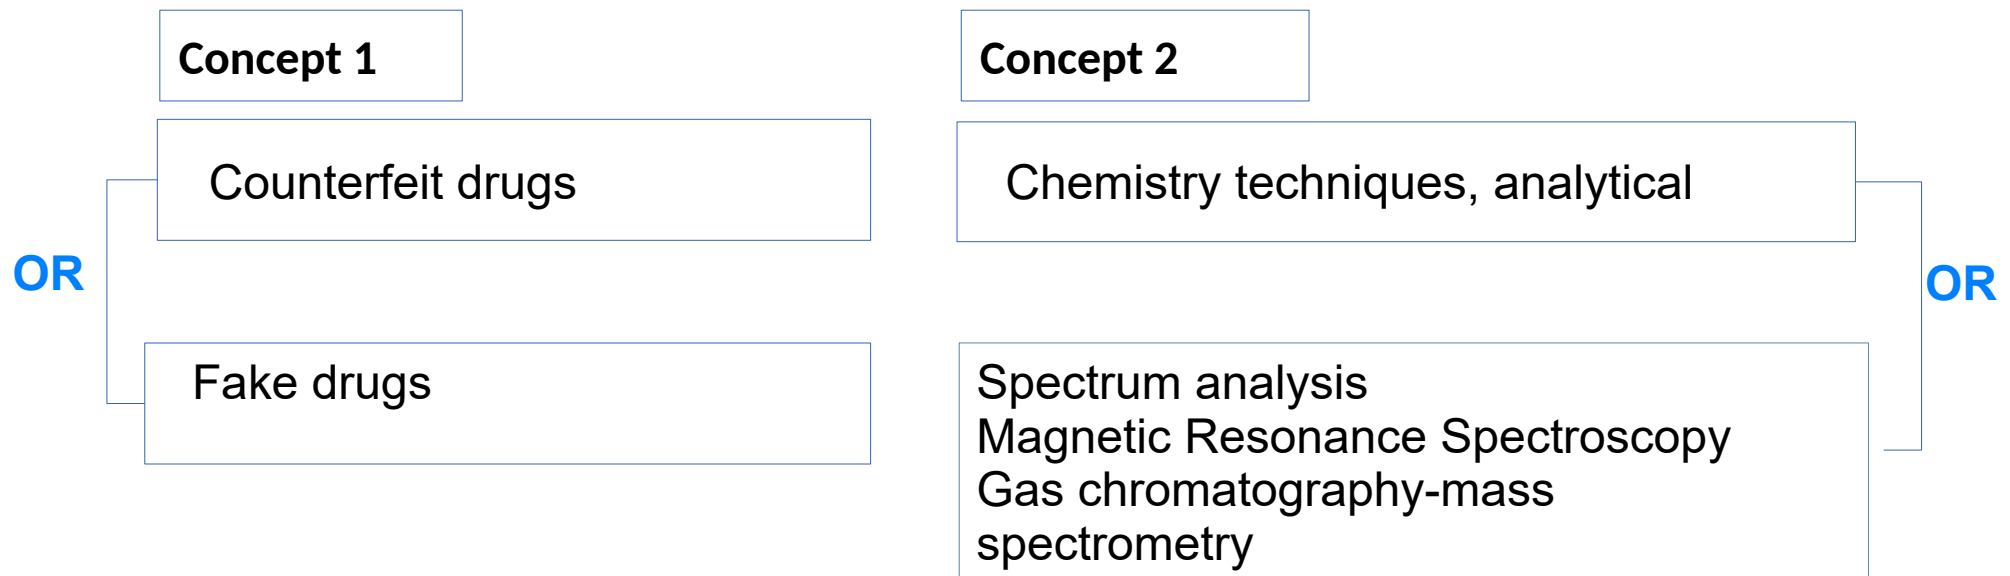 Concept 1
Concept 2
Counterfeit drugs
Chemistry techniques, analytical
OR
OR
Fake drugs
Spectrum analysis
Magnetic Resonance Spectroscopy
Gas chromatography-mass
spectrometry